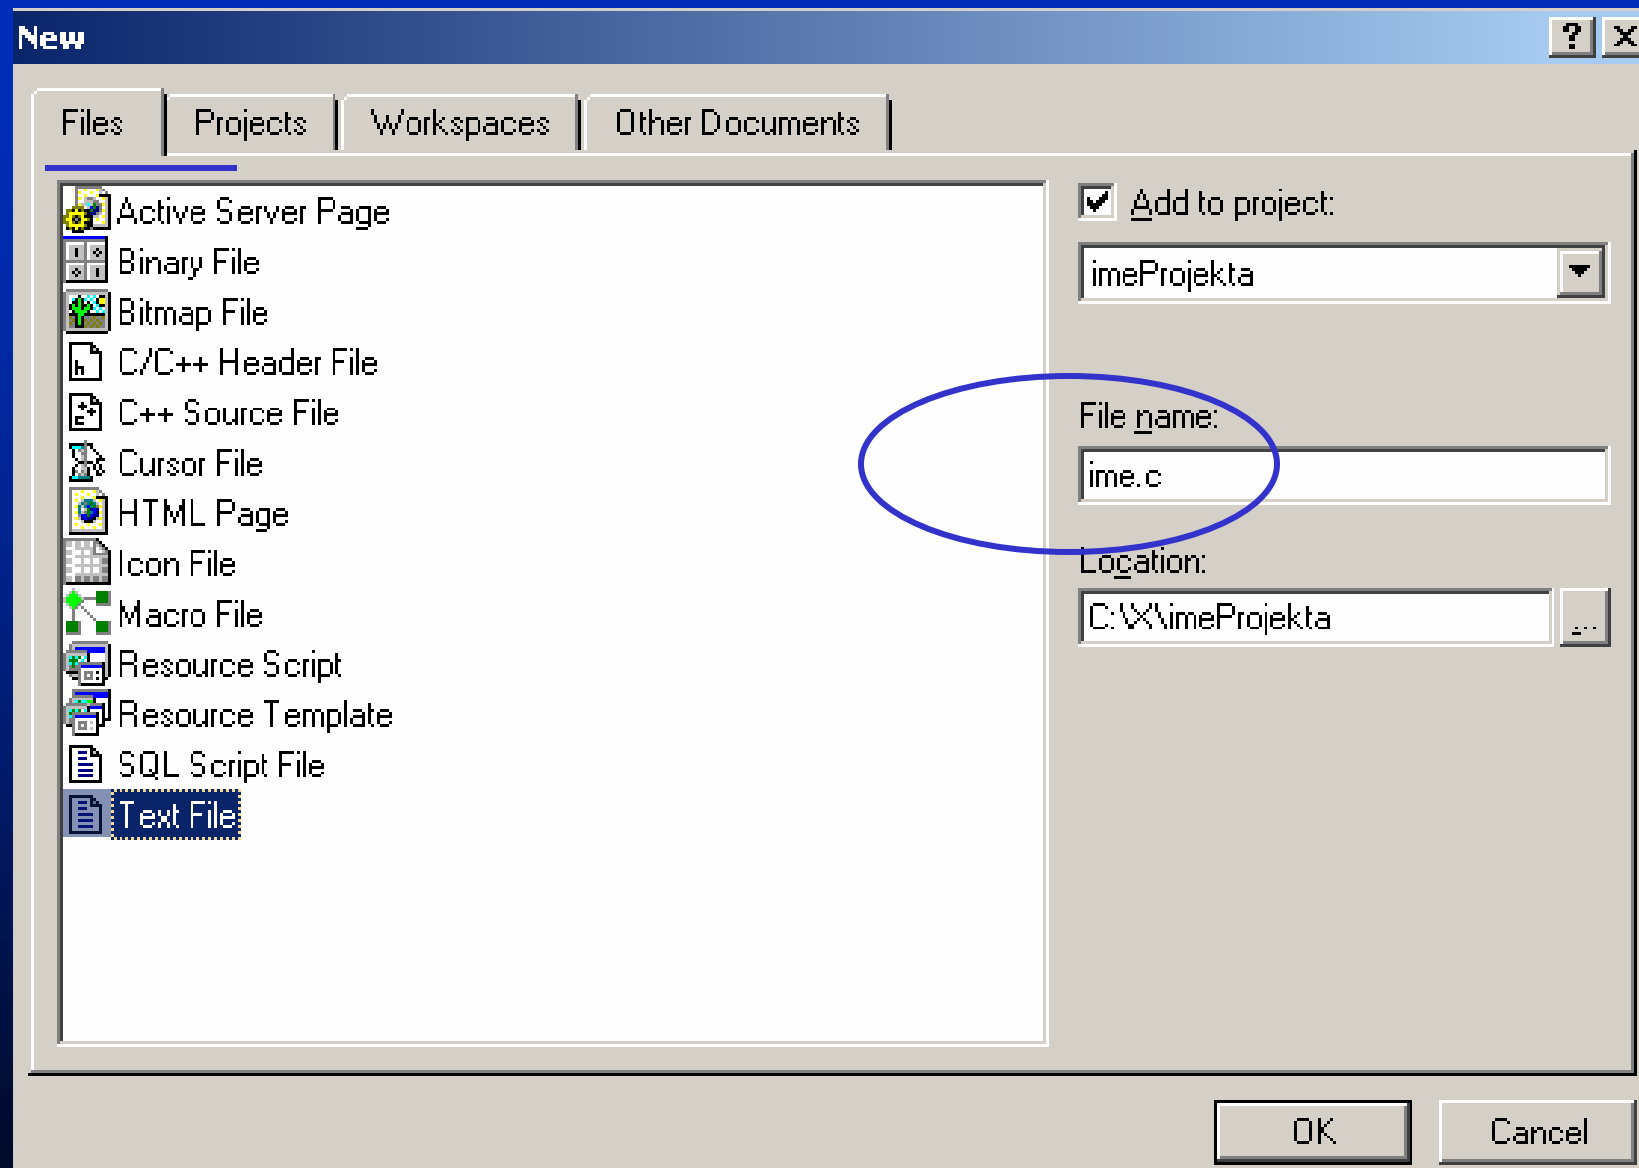 New
Files Projects Workspaces Other Documents
Active Server Page
Binary File
Bitmap File
C/C++ Header File
C++ Source File
Cursor File
HTML Page
Icon File
Macro File
Resource Script
Resource Template
SQL Script File
Text File
Add to project:
imeProjekta
File name:
ime.c
Location:
C:\X\imeProjekta
...
OK Cancel